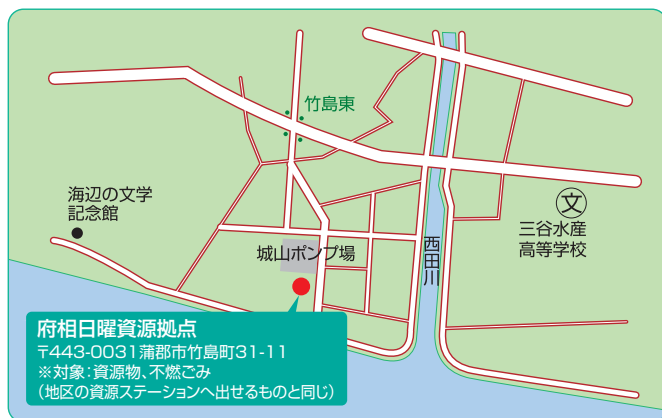 竹島東
海辺の文学
記念館
文
三谷水産
高等学校
城山ポンプ場
西田川
府相日曜資源拠点
〒443-0031蒲郡市竹島町31-11
※対象：資源物、不燃ごみ
（地区の資源ステーションへ出せるものと同じ）